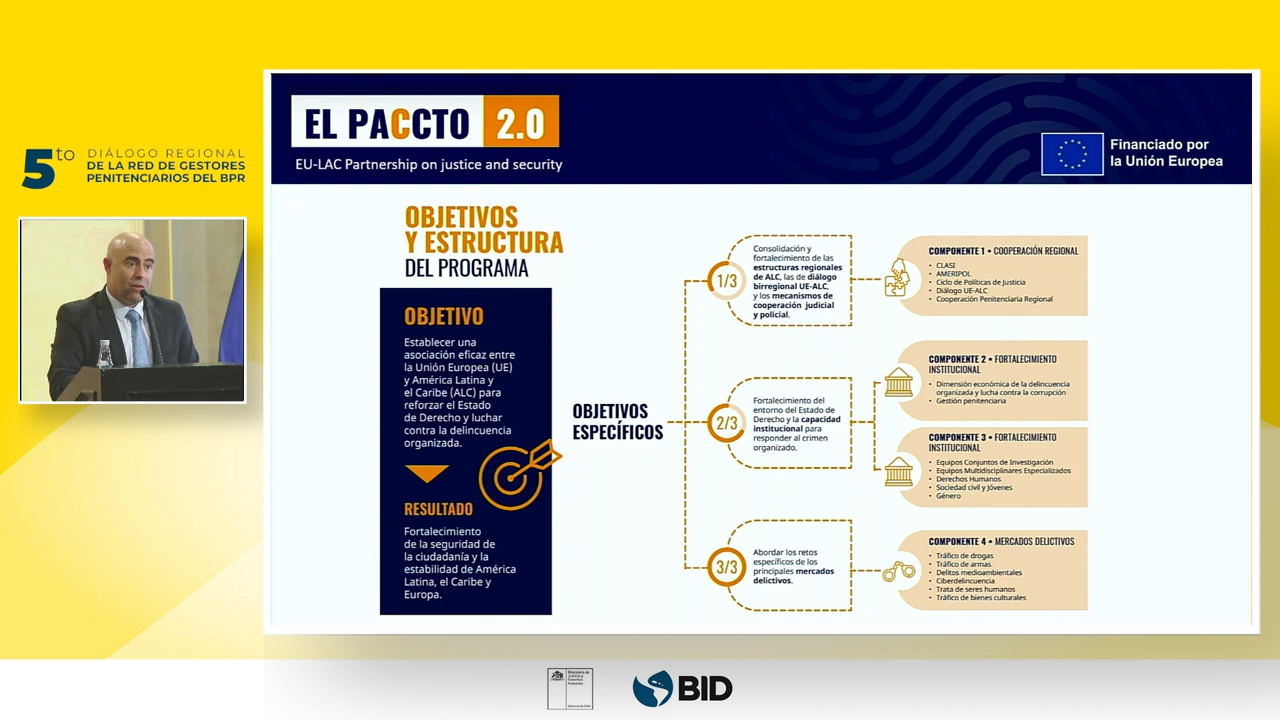 5to
DIÁLOGO REGIONAL
DE LA RED DE GESTORES
PENITENCIARIOS DEL BPR
EL PACCTO 2.0
EU-LAC Partnership on justice and security
Financiado por
la Unión Europea
OBJETIVOS
Y ESTRUCTURA
DEL PROGRAMA
OBJETIVO
Establecer una
asociación eficaz entre
la Unión Europea (UE)
y América Latina y
el Caribe (ALC) para
reforzar el Estado
de Derecho y luchar
contra la delincuencia
organizada.
RESULTADO
Fortalecimiento
de la seguridad de
la ciudadanía y la
estabilidad de América
Latina, el Caribe y
Europa.
OBJETIVOS
ESPECÍFICOS
1/3
Consolidación y
fortalecimiento de las
estructuras regionales
de ALC, las de diálogo
birregional UE-ALC,
y los mecanismos de
cooperación judicial
y policial.
COMPONENTE 1 • COOPERACIÓN REGIONAL
• CLASI
• AMERIPOL
• Ciclo de Políticas de Justicia
• Diálogo UE-ALC
• Cooperación Penitenciaria Regional
2/3
Fortalecimiento del
entorno del Estado de
Derecho y la capacidad
institucional para
responder al crimen
organizado.
COMPONENTE 2 • FORTALECIMIENTO
INSTITUCIONAL
• Dimensión económica de la delincuencia
organizada y lucha contra la corrupción
• Gestión penitenciaria
COMPONENTE 3 • FORTALECIMIENTO
INSTITUCIONAL
• Equipos Conjuntos de Investigación
• Equipos Multidisciplinares Especializados
• Derechos Humanos
• Sociedad civil y Jóvenes
• Género
3/3
Abordar los retos
específicos de los
principales mercados
delictivos.
COMPONENTE 4 • MERCADOS DELICTIVOS
• Tráfico de drogas
• Tráfico de armas
• Delitos medioambientales
• Ciberdelincuencia
• Trata de seres humanos
• Tráfico de bienes culturales
Ministerio de
Justicia y
Derechos
Humanos
BID